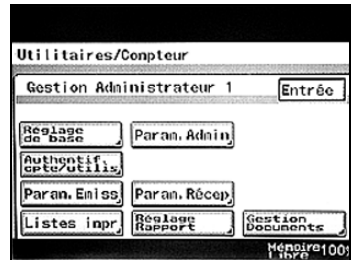 Utilitaires/Compteur
Gestion Administrateur 1
Entrée
Réglage
de base
Param.Admin
Authentif.
cpte/utilis
Param.Emiss
Param.Récep
Listes inpr
Réglage
Rapport
Gestion
Documents
Mémoire
Libre
100